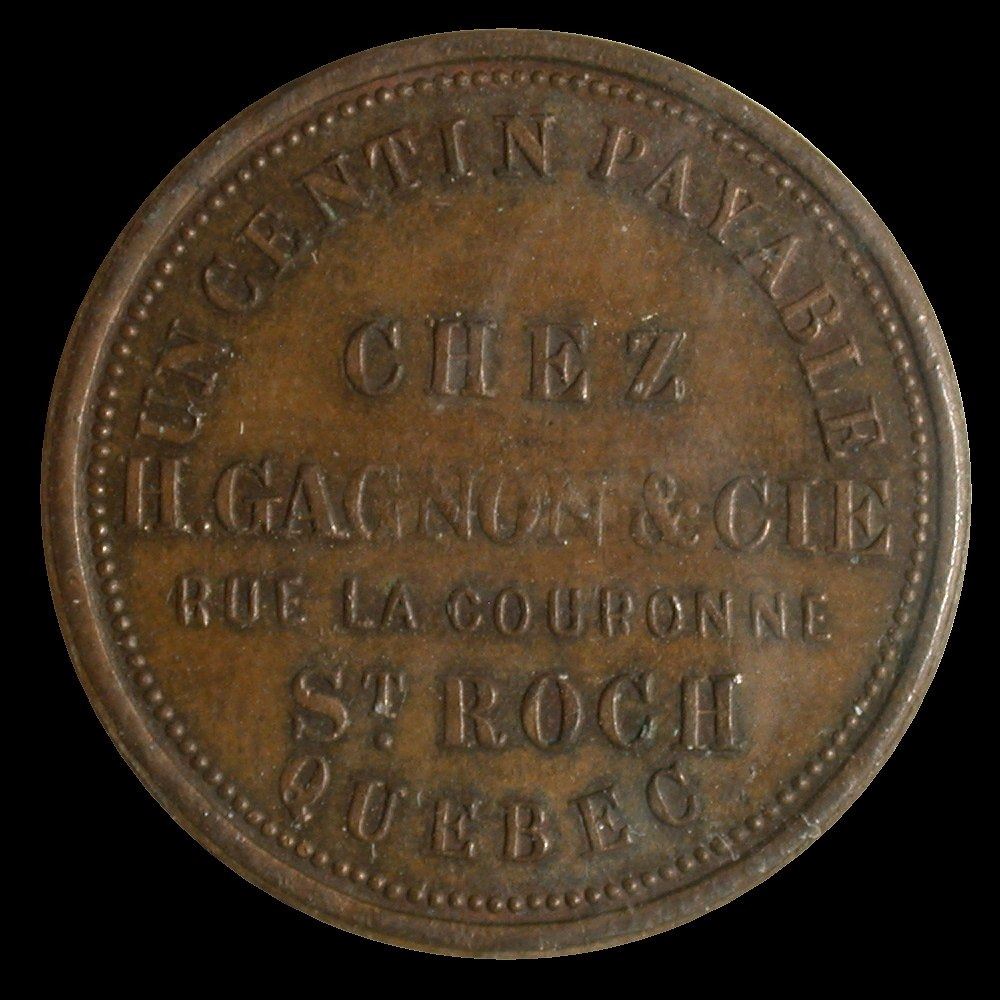 UN CENTIN PAYABLE
CHEZ
H. GAGNON & CIE
RUE LA COURONNE
ST. ROCH
QUEBEC